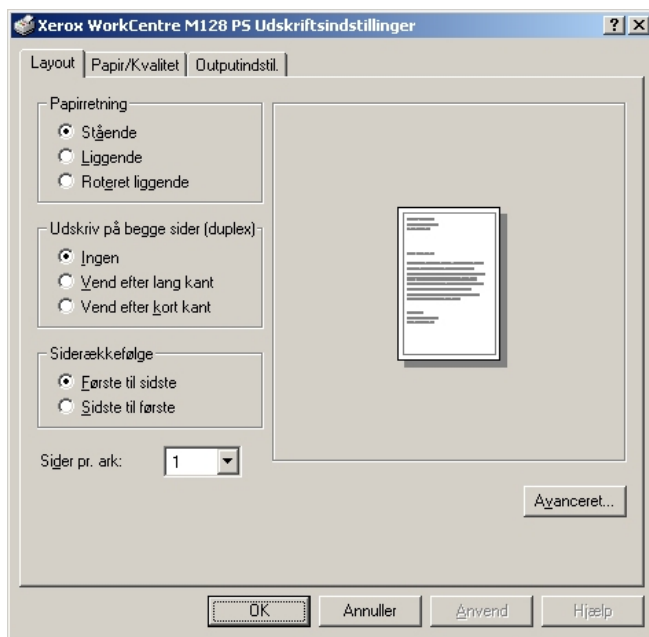 Xerox WorkCentre M128 PS Udskriftsindstillinger
Layout Papir/Kvalitet Outputindstil.
Papirretning
Stående
Liggende
Roteret liggende
Udskriv på begge sider (duplex)
Ingen
Vend efter lang kant
Vend efter kort kant
Siderækkefølge
Første til sidste
Sidste til første
Sider pr. ark: 1
Avanceret...
OK Annuller Anvend Hjælp